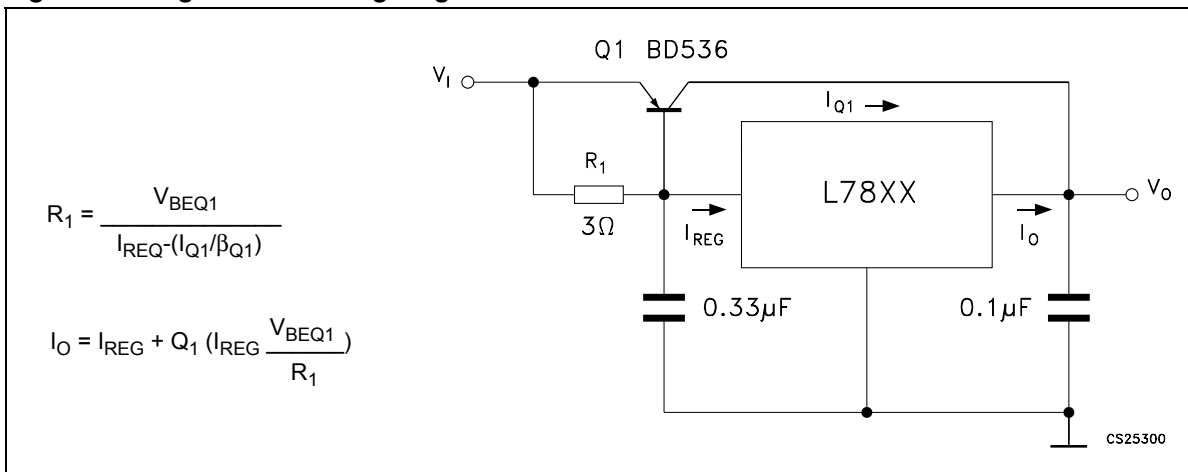 Q1 BD536
V_I
I_Q1
R_1
3Ω
I_REG
L78XX
I_O
V_O
0.33µF
0.1µF
CS25300
R_1 = V_BEQ1 / I_REQ-(I_Q1/β_Q1)
I_O = I_REG + Q_1 (I_REG V_BEQ1 / R_1)